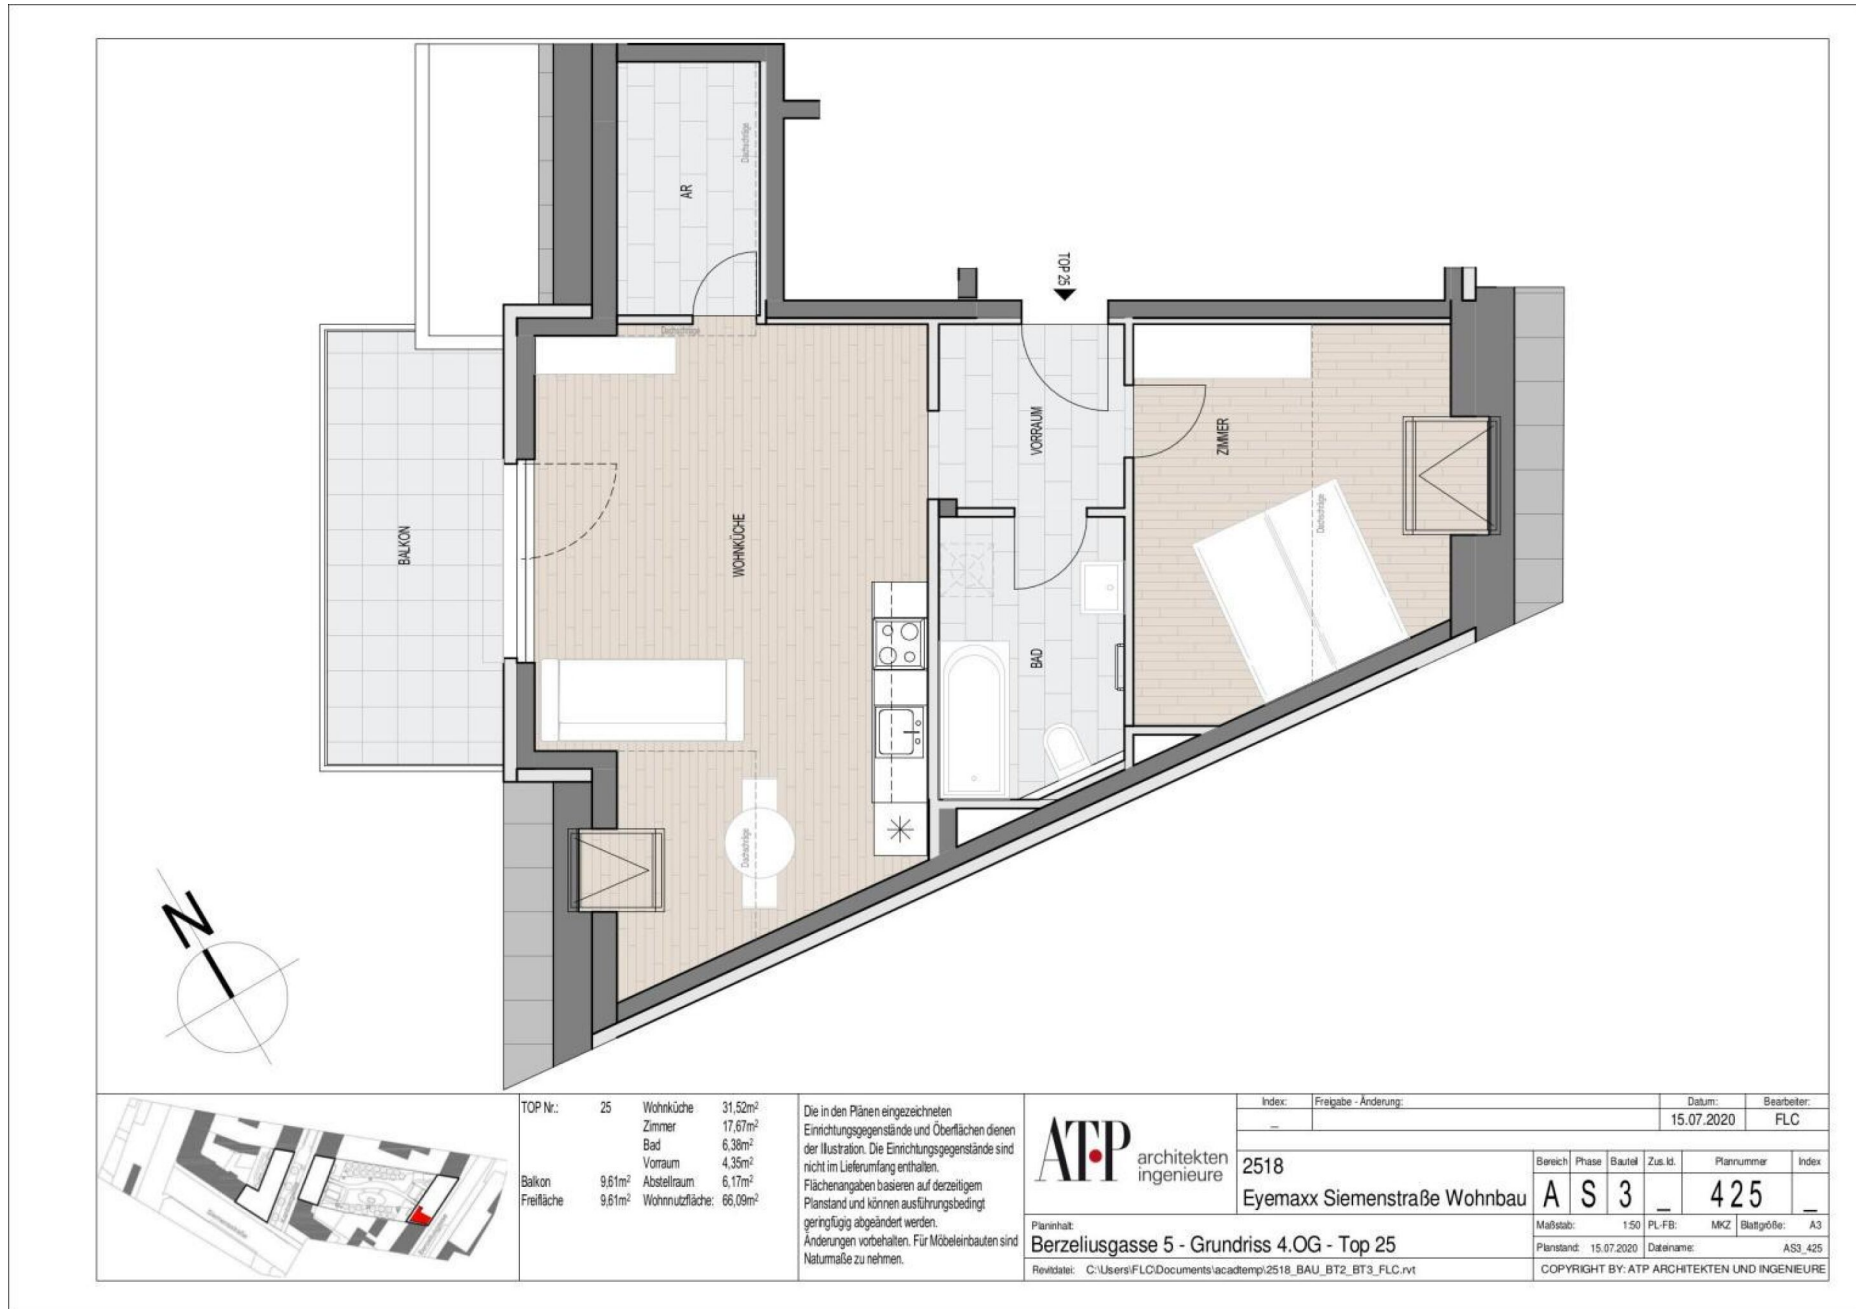 Dachschräge
AR
TOP 25
Dachschräge
VORRAUM
ZIMMER
Dachschräge
BALKON
WOHNKÜCHE
BAD
Dachschräge
N
Siemensstraße
TOP Nr.: 25 Wohnküche 31,52m²
Zimmer 17,67m²
Bad 6,38m²
Vorraum 4,35m²
Balkon 9,61m² Abstellraum 6,17m²
Freifläche 9,61m² Wohnnutzfläche: 66,09m²
Die in den Plänen eingezeichneten
Einrichtungsgegenstände und Oberflächen dienen
der Illustration. Die Einrichtungsgegenstände sind
nicht im Lieferumfang enthalten.
Flächenangaben basieren auf derzeitigem
Planstand und können ausführungsbedingt
geringfügig abgeändert werden.
Änderungen vorbehalten. Für Möbeleinbauten sind
Naturmaße zu nehmen.
ATP architekten
ingenieure
Planinhalt:
Berzeliusgasse 5 - Grundriss 4.OG - Top 25
Revitdatei: C:\Users\FLC\Documents\acadtemp\2518_BAU_BT2_BT3_FLC.rvt
Index: Freigabe - Änderung: Datum: Bearbeiter:
_ 15.07.2020 FLC
2518
Eyemaxx Siemenstraße Wohnbau
Bereich Phase Bauteil Zus.Id. Plannummer Index
A S 3 _ 425 _
Maßstab: 1:50 PL-FB: MKZ Blattgröße: A3
Planstand: 15.07.2020 Dateiname: AS3_425
COPYRIGHT BY: ATP ARCHITEKTEN UND INGENIEURE